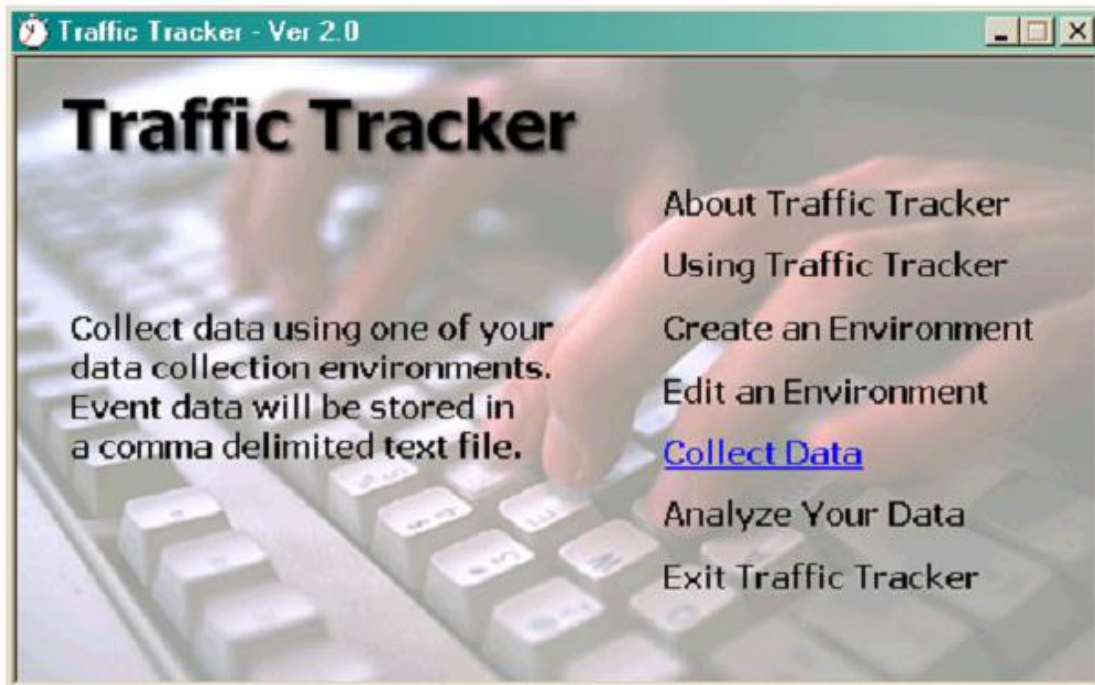 Traffic Tracker - Ver 2.0
Traffic Tracker
About Traffic Tracker
Using Traffic Tracker
Create an Environment
Edit an Environment
Collect Data
Analyze Your Data
Exit Traffic Tracker
Collect data using one of your
data collection environments.
Event data will be stored in
a comma delimited text file.